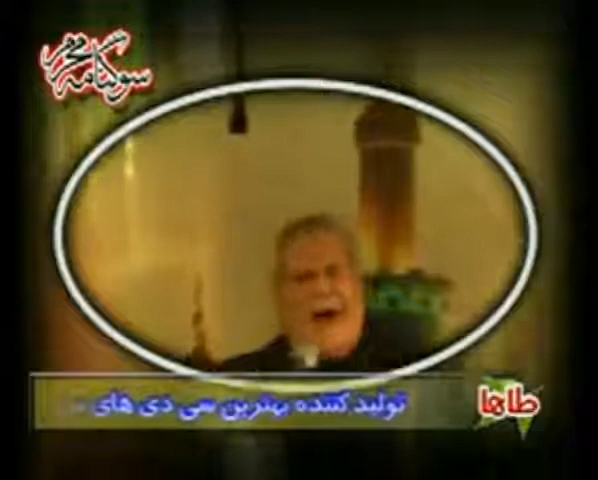 سوگنامه محرم
تولید کننده بهترین سی دی های
طاها